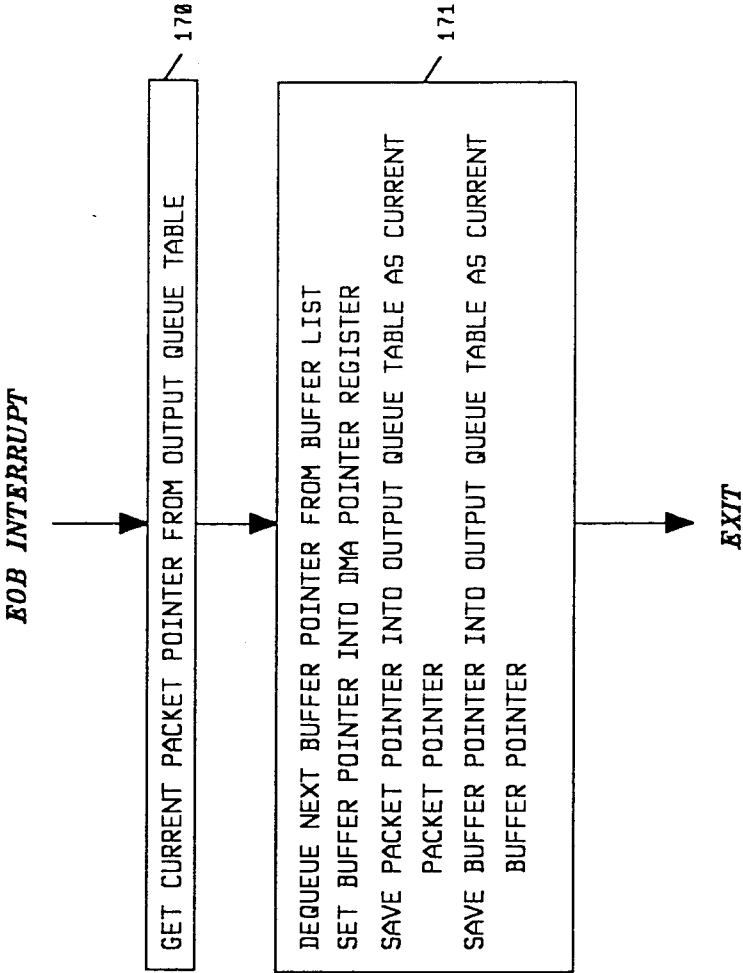 EOB INTERRUPT
170
GET CURRENT PACKET POINTER FROM OUTPUT QUEUE TABLE
171
DEQUEUE NEXT BUFFER POINTER FROM BUFFER LIST
SET BUFFER POINTER INTO DMA POINTER REGISTER
SAVE PACKET POINTER INTO OUTPUT QUEUE TABLE AS CURRENT
PACKET POINTER
SAVE BUFFER POINTER INTO OUTPUT QUEUE TABLE AS CURRENT
BUFFER POINTER
EXIT